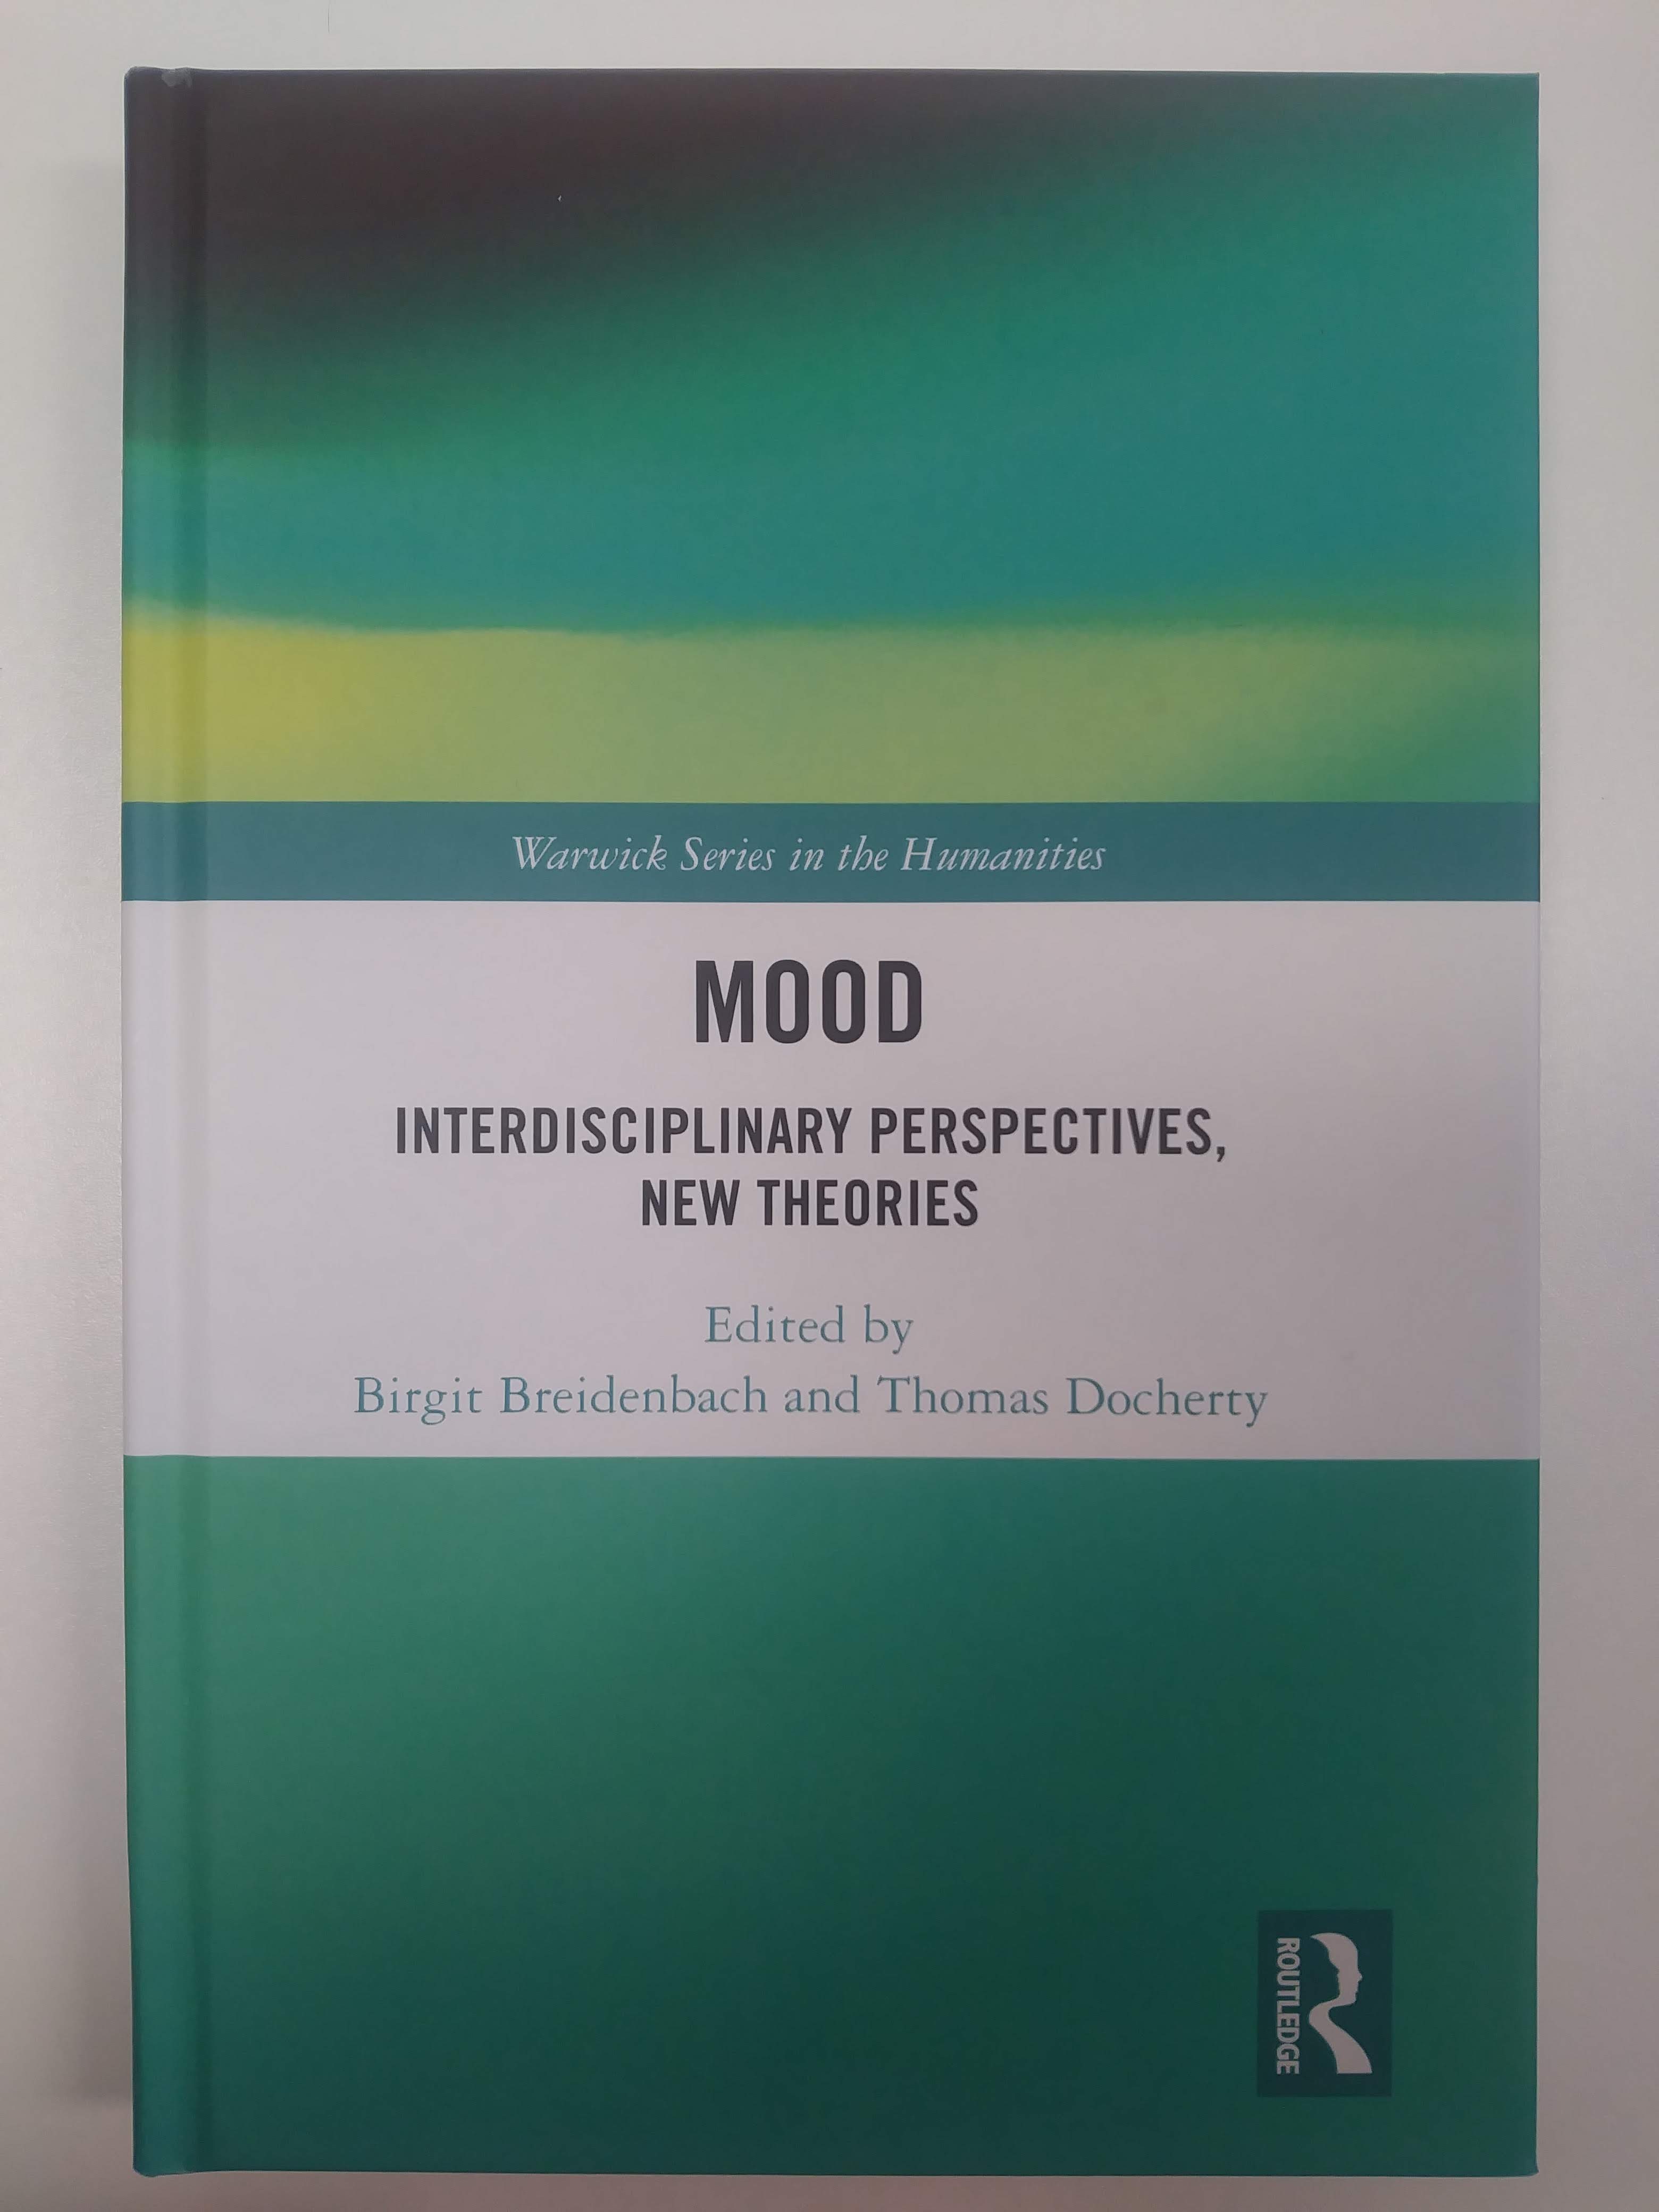 Warwick Series in the Humanities
MOOD
INTERDISCIPLINARY PERSPECTIVES,
NEW THEORIES
Edited by
Birgit Breidenbach and Thomas Docherty
ROUTLEDGE